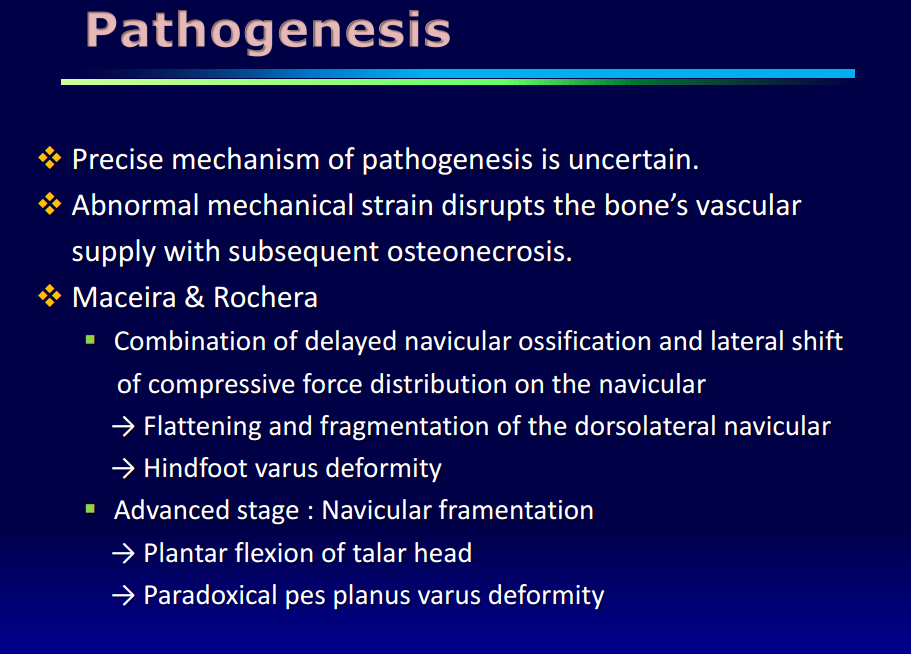 Pathogenesis
❖ Precise mechanism of pathogenesis is uncertain.
❖ Abnormal mechanical strain disrupts the bone’s vascular
supply with subsequent osteonecrosis.
❖ Maceira & Rochera
▪ Combination of delayed navicular ossification and lateral shift
of compressive force distribution on the navicular
→ Flattening and fragmentation of the dorsolateral navicular
→ Hindfoot varus deformity
▪ Advanced stage : Navicular framentation
→ Plantar flexion of talar head
→ Paradoxical pes planus varus deformity